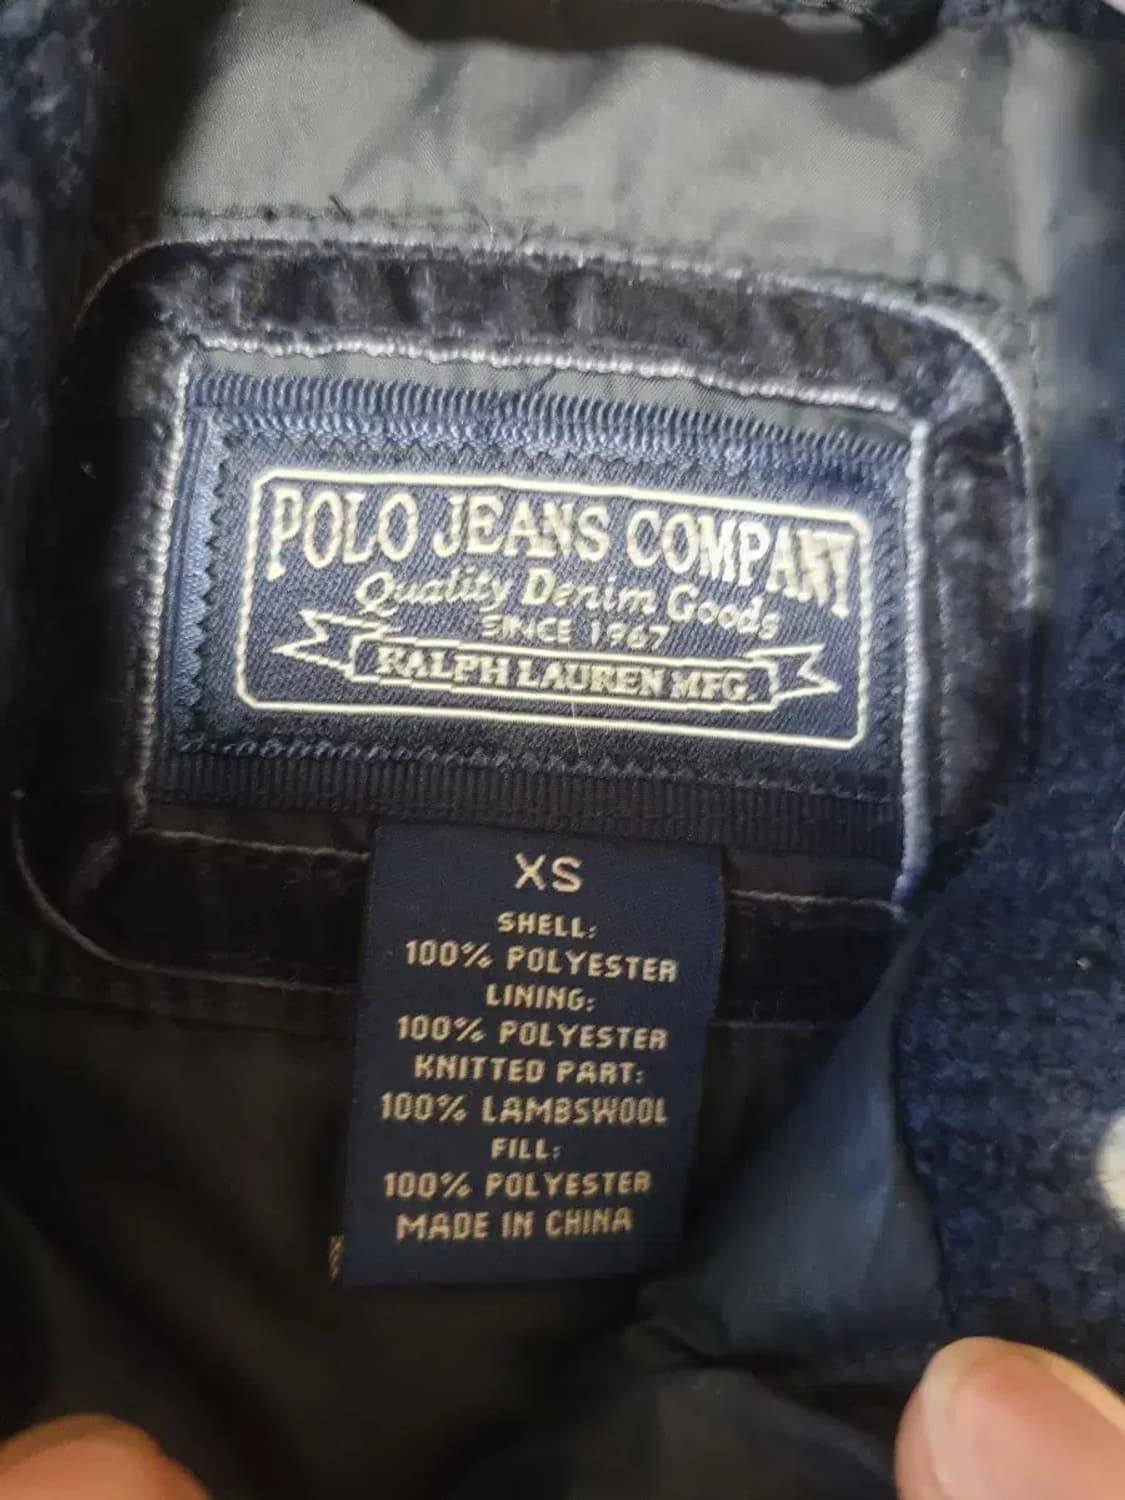 POLO JEANS COMPANY
Quality Denim Goods
SINCE 1967
RALPH LAUREN MFG.
XS
SHELL:
100% POLYESTER
LINING:
100% POLYESTER
KNITTED PART:
100% LAMBSWOOL
FILL:
100% POLYESTER
MADE IN CHINA